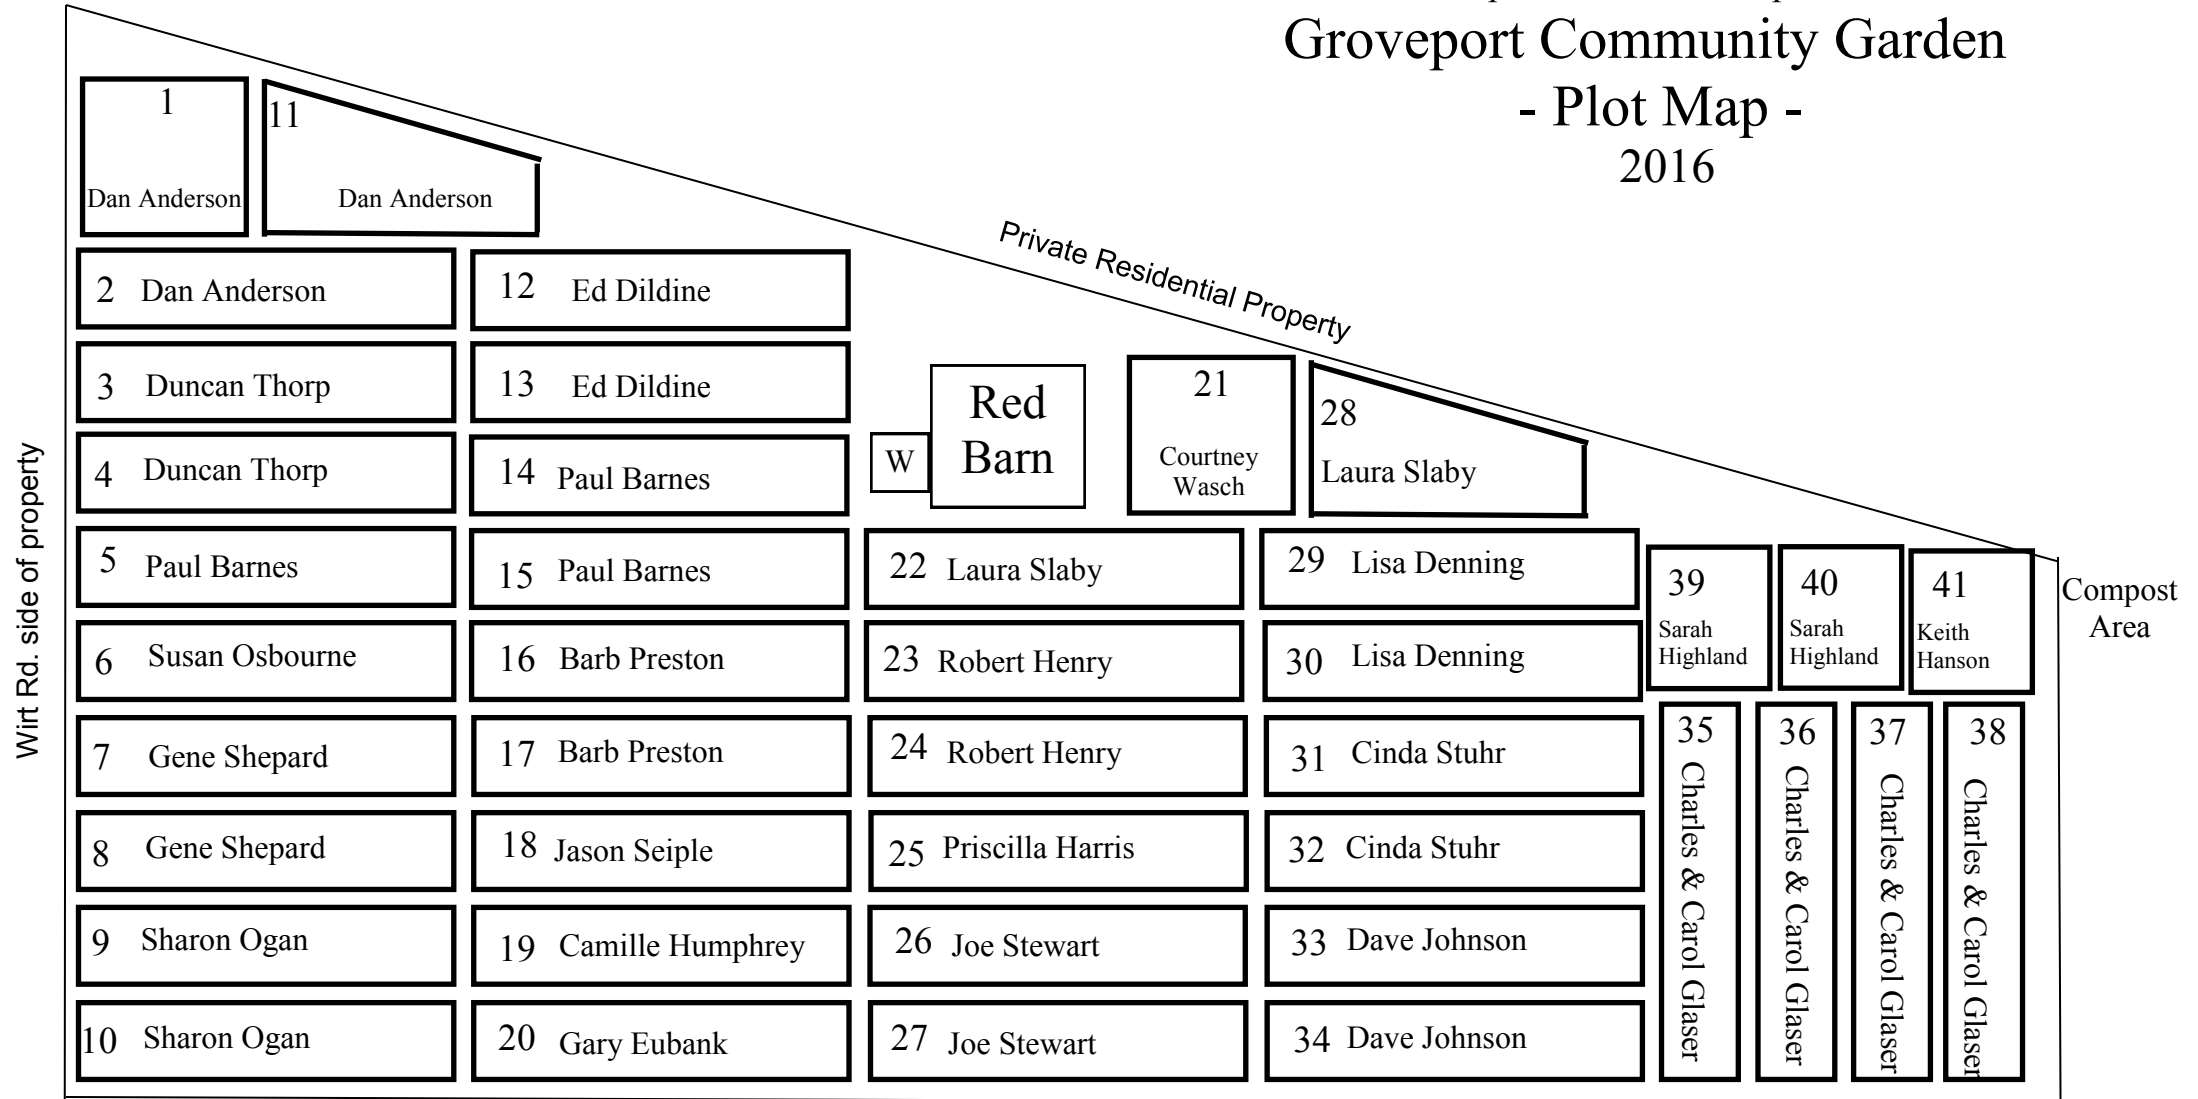 Groveport Community Garden
- Plot Map -
2016
1
Dan Anderson
11
Dan Anderson
Private Residential Property
Wirt Rd. side of property
2 Dan Anderson
12 Ed Dildine
3 Duncan Thorp
13 Ed Dildine
4 Duncan Thorp
14 Paul Barnes
W
Red
Barn
21
Courtney
Wasch
28
Laura Slaby
5 Paul Barnes
15 Paul Barnes
22 Laura Slaby
29 Lisa Denning
39
Sarah
Highland
40
Sarah
Highland
41
Keith
Hanson
Compost
Area
6 Susan Osbourne
16 Barb Preston
23 Robert Henry
30 Lisa Denning
7 Gene Shepard
17 Barb Preston
24 Robert Henry
31 Cinda Stuhr
35 Charles & Carol Glaser
36 Charles & Carol Glaser
37 Charles & Carol Glaser
38 Charles & Carol Glaser
8 Gene Shepard
18 Jason Seiple
25 Priscilla Harris
32 Cinda Stuhr
9 Sharon Ogan
19 Camille Humphrey
26 Joe Stewart
33 Dave Johnson
10 Sharon Ogan
20 Gary Eubank
27 Joe Stewart
34 Dave Johnson